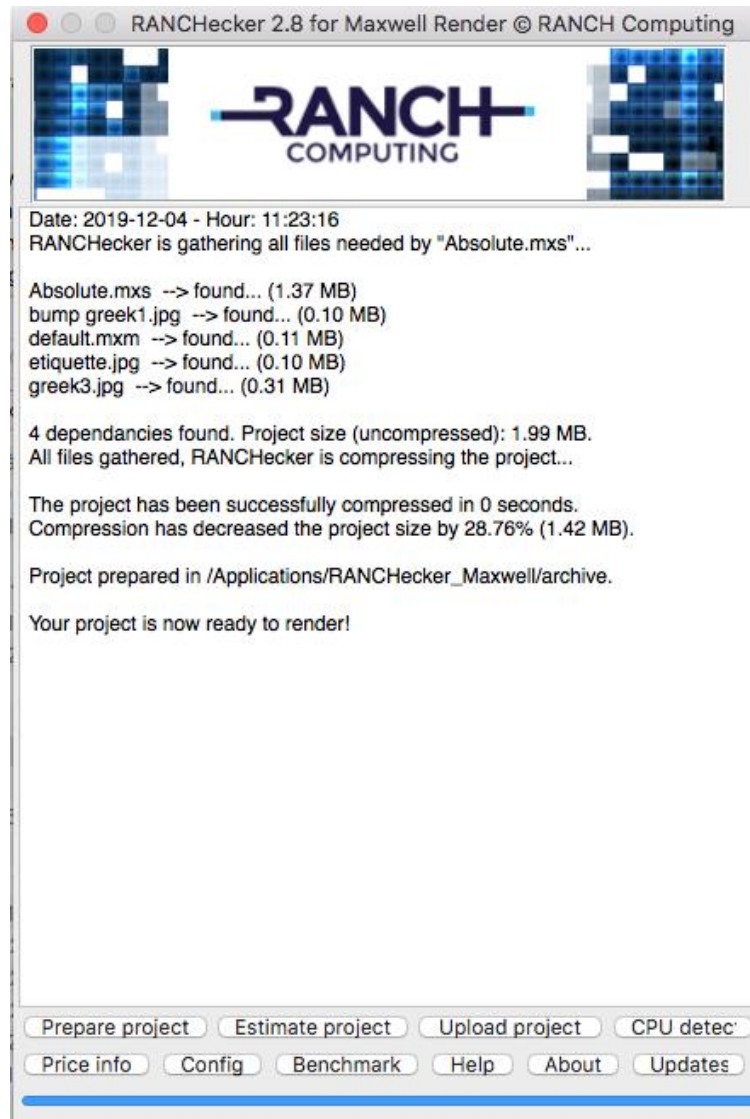 RANCHecker 2.8 for Maxwell Render © RANCH Computing
RANCH
COMPUTING
Date: 2019-12-04 - Hour: 11:23:16
RANCHecker is gathering all files needed by "Absolute.mxs"...
Absolute.mxs --> found... (1.37 MB)
bump greek1.jpg --> found... (0.10 MB)
default.mxm --> found... (0.11 MB)
etiquette.jpg --> found... (0.10 MB)
greek3.jpg --> found... (0.31 MB)
4 dependancies found. Project size (uncompressed): 1.99 MB.
All files gathered, RANCHecker is compressing the project...
The project has been successfully compressed in 0 seconds.
Compression has decreased the project size by 28.76% (1.42 MB).
Project prepared in /Applications/RANCHecker_Maxwell/archive.
Your project is now ready to render!
Prepare project Estimate project Upload project CPU detec
Price info Config Benchmark Help About Updates